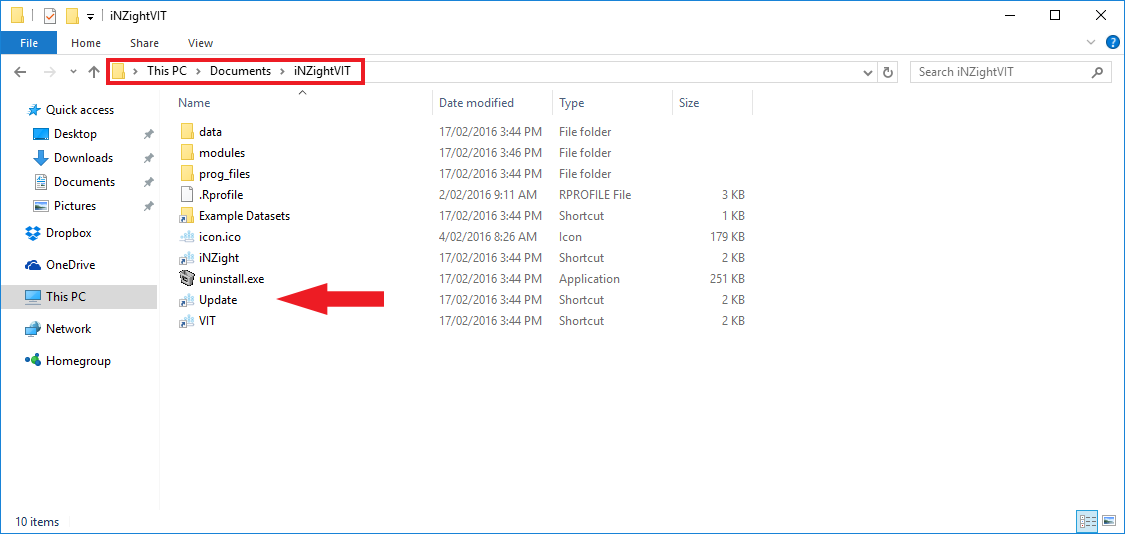 iNZightVIT
File Home Share View
This PC Documents iNZightVIT Search iNZightVIT
Name Date modified Type Size
Quick access
Desktop
Downloads
Documents
Pictures
Dropbox
OneDrive
This PC
Network
Homegroup
data 17/02/2016 3:44 PM File folder
modules 17/02/2016 3:46 PM File folder
prog_files 17/02/2016 3:44 PM File folder
.Rprofile 2/02/2016 9:11 AM RPROFILE File 3 KB
Example Datasets 17/02/2016 3:44 PM Shortcut 1 KB
icon.ico 4/02/2016 8:26 AM Icon 179 KB
iNZight 17/02/2016 3:44 PM Shortcut 2 KB
uninstall.exe 17/02/2016 3:44 PM Application 251 KB
Update 17/02/2016 3:44 PM Shortcut 2 KB
VIT 17/02/2016 3:44 PM Shortcut 2 KB
10 items